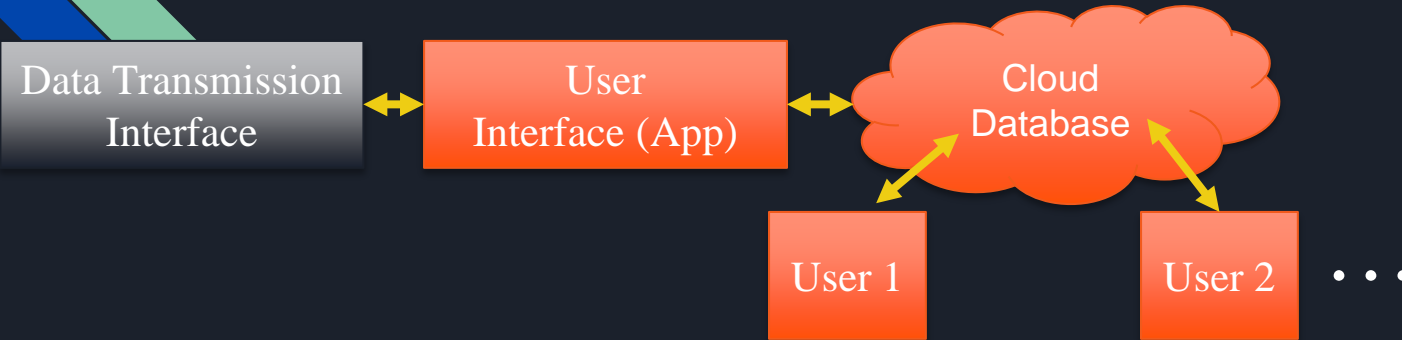 Data Transmission
Interface
User
Interface (App)
Cloud
Database
User 1
User 2
...